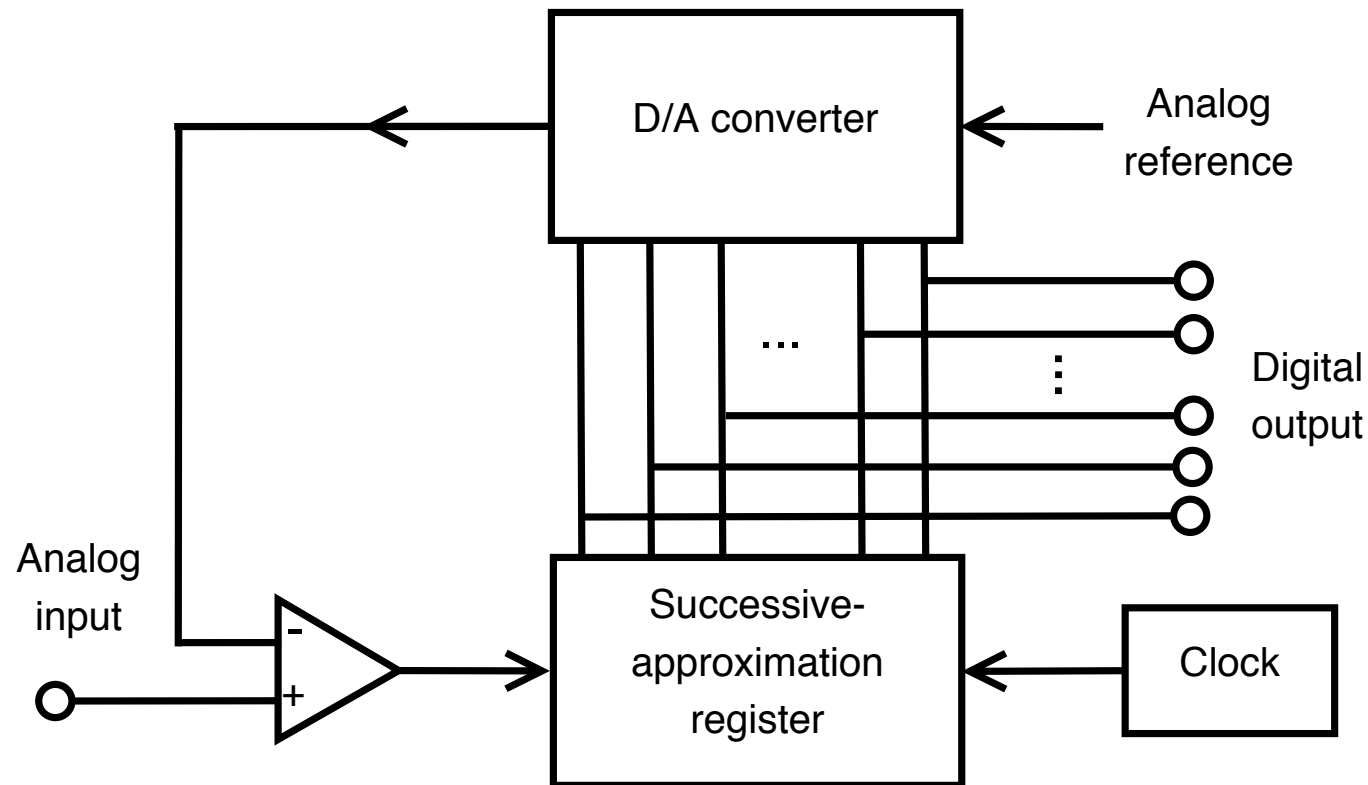 D/A converter
Analog
reference
...
...
Digital
output
Analog
input
-
+
Successive-
approximation
register
Clock